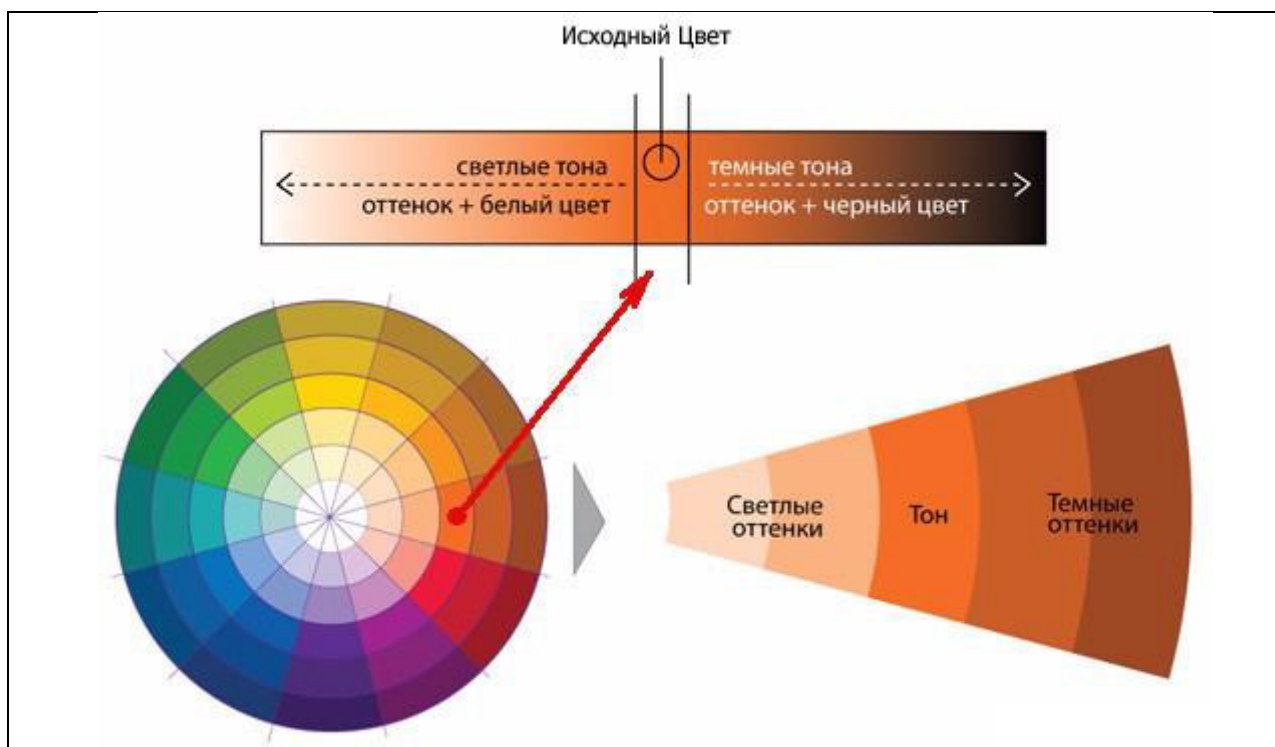 Исходный Цвет
светлые тона
оттенок + белый цвет
темные тона
оттенок + черный цвет
Светлые
оттенки
Тон
Темные
оттенки